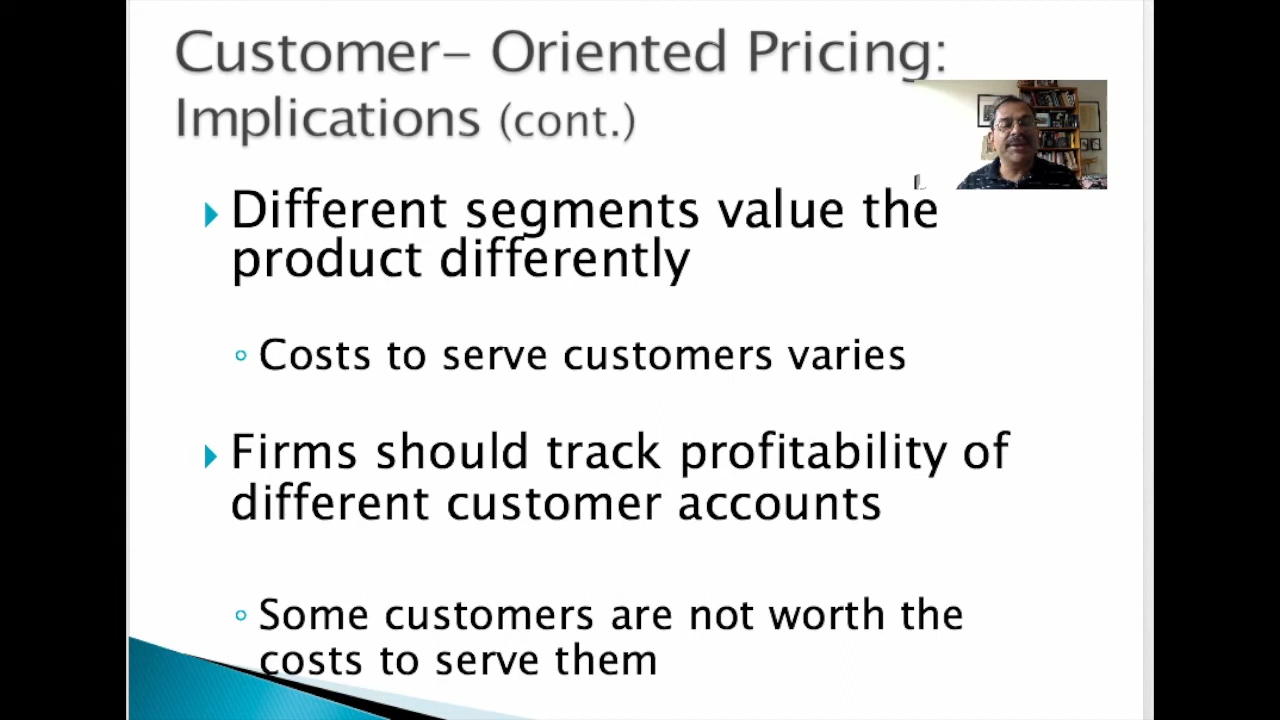 Customer– Oriented Pricing:
Implications (cont.)
Different segments value the
product differently
Costs to serve customers varies
Firms should track profitability of
different customer accounts
Some customers are not worth the
costs to serve them